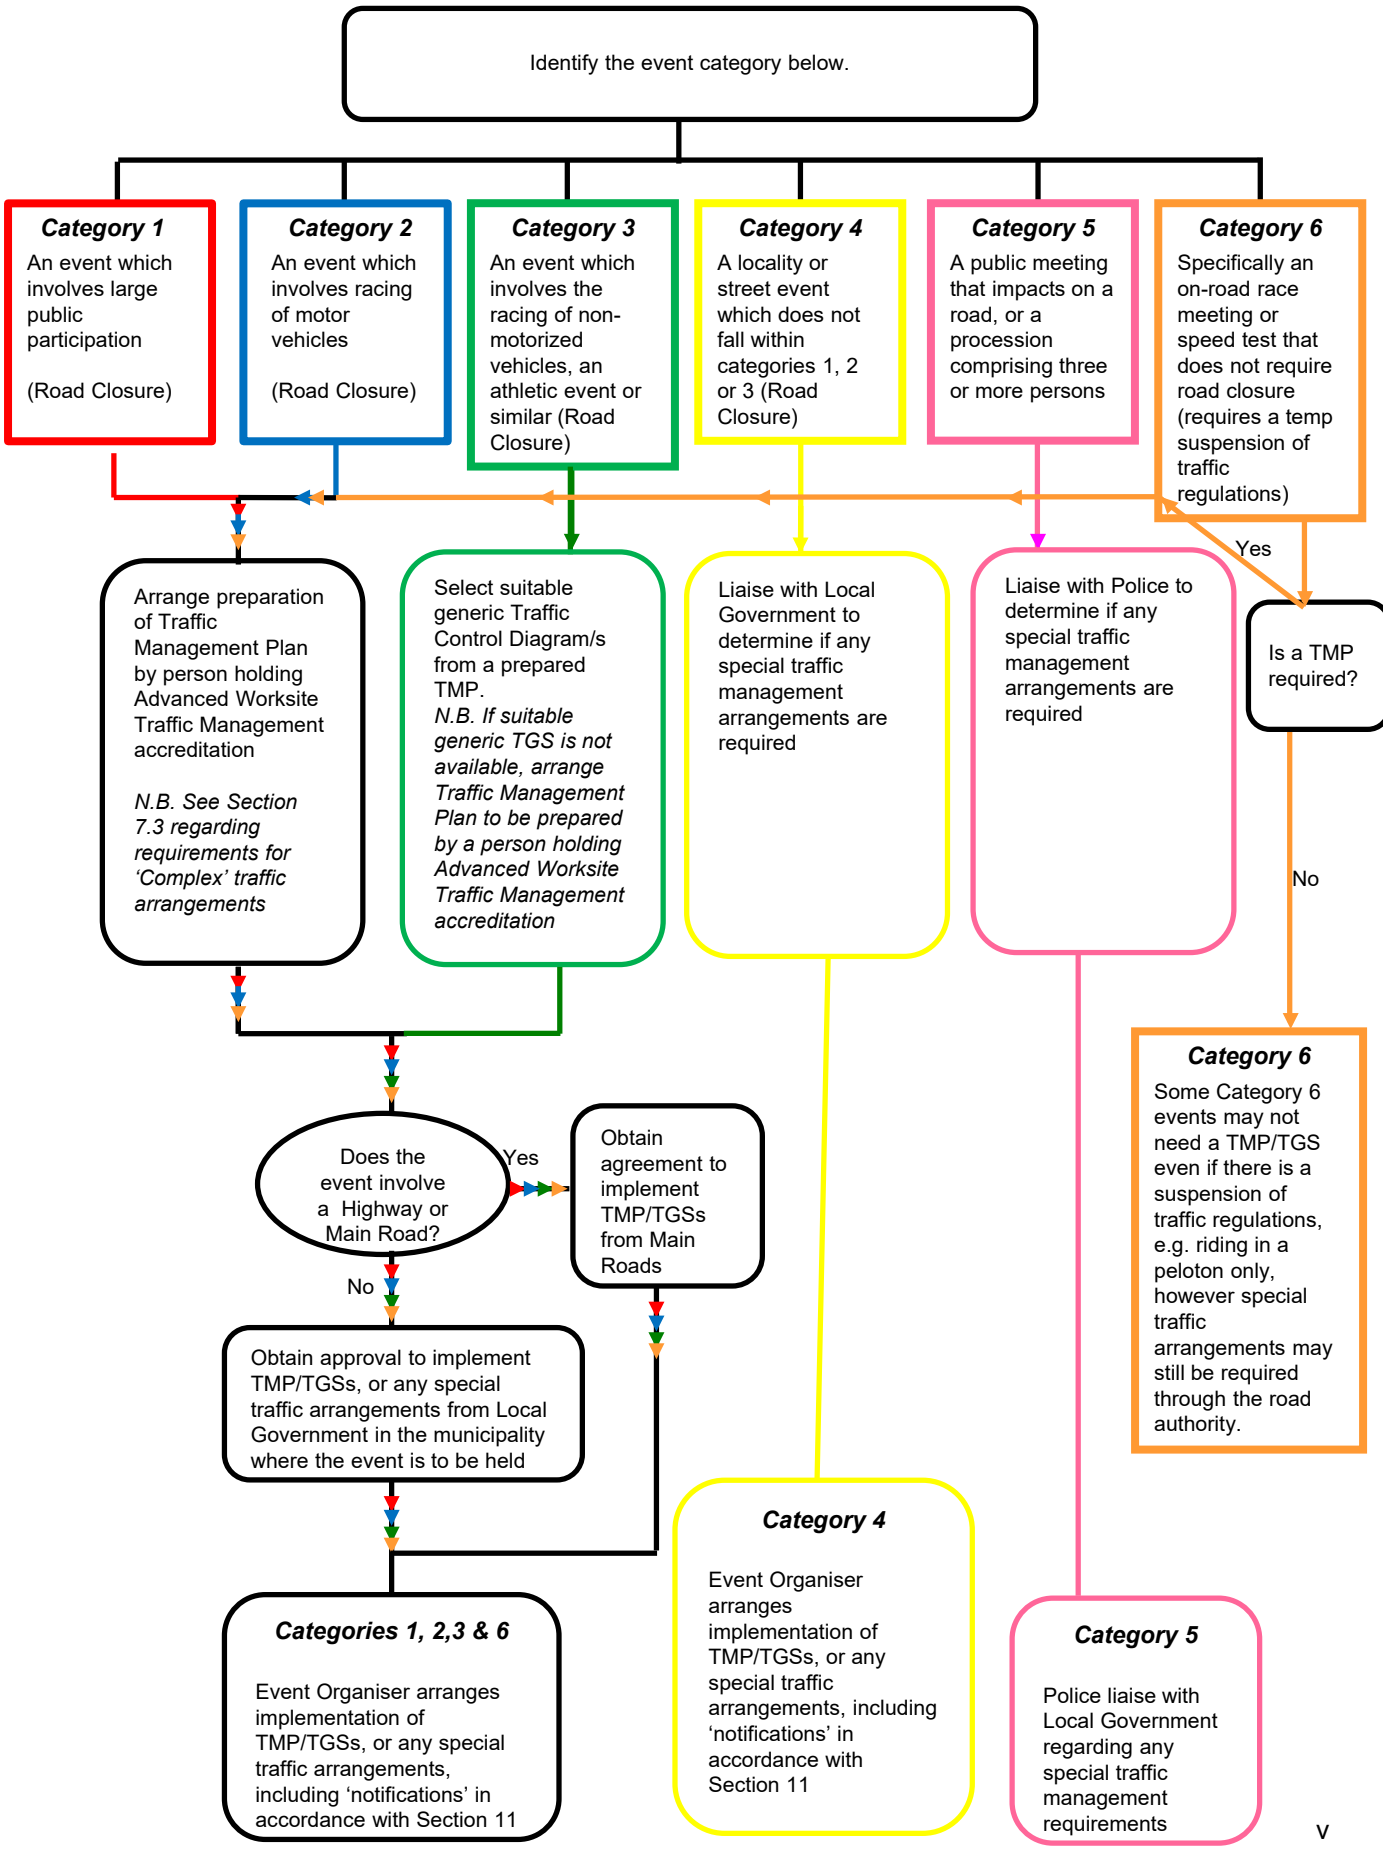 Identify the event category below.
Category 1
An event which
involves large
public
participation
(Road Closure)
Category 2
An event which
involves racing
of motor
vehicles
(Road Closure)
Category 3
An event which
involves the
racing of non-
motorized
vehicles, an
athletic event or
similar (Road
Closure)
Category 4
A locality or
street event
which does not
fall within
categories 1, 2
or 3 (Road
Closure)
Category 5
A public meeting
that impacts on a
road, or a
procession
comprising three
or more persons
Category 6
Specifically an
on-road race
meeting or
speed test that
does not require
road closure
(requires a temp
suspension of
traffic
regulations)
Arrange preparation
of Traffic
Management Plan
by person holding
Advanced Worksite
Traffic Management
accreditation
N.B. See Section
7.3 regarding
requirements for
‘Complex’ traffic
arrangements
Select suitable
generic Traffic
Control Diagram/s
from a prepared
TMP.
N.B. If suitable
generic TGS is not
available, arrange
Traffic Management
Plan to be prepared
by a person holding
Advanced Worksite
Traffic Management
accreditation
Liaise with Local
Government to
determine if any
special traffic
management
arrangements are
required
Liaise with Police to
determine if any
special traffic
management
arrangements are
required
Yes
Is a TMP
required?
No
Category 6
Some Category 6
events may not
need a TMP/TGS
even if there is a
suspension of
traffic regulations,
e.g. riding in a
peloton only,
however special
traffic
arrangements may
still be required
through the road
authority.
Does the
event involve
a Highway or
Main Road?
Yes
Obtain
agreement to
implement
TMP/TGSs
from Main
Roads
No
Obtain approval to implement
TMP/TGSs, or any special
traffic arrangements from Local
Government in the municipality
where the event is to be held
Categories 1, 2,3 & 6
Event Organiser arranges
implementation of
TMP/TGSs, or any special
traffic arrangements,
including ‘notifications’ in
accordance with Section 11
Category 4
Event Organiser
arranges
implementation of
TMP/TGSs, or any
special traffic
arrangements, including
‘notifications’ in
accordance with
Section 11
Category 5
Police liaise with
Local Government
regarding any
special traffic
management
requirements
v